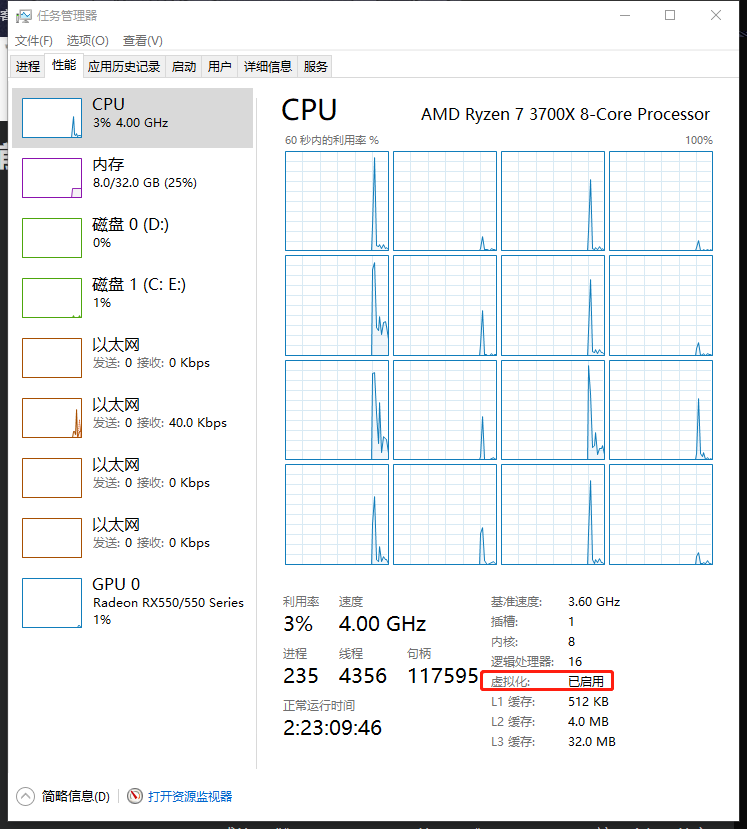 任务管理器
文件(F) 选项(O) 查看(V)
进程 性能 应用历史记录 启动 用户 详细信息 服务
CPU
3% 4.00 GHz
内存
8.0/32.0 GB (25%)
磁盘 0 (D:)
0%
磁盘 1 (C: E:)
1%
以太网
发送: 0 接收: 0 Kbps
以太网
发送: 0 接收: 40.0 Kbps
以太网
发送: 0 接收: 0 Kbps
以太网
发送: 0 接收: 0 Kbps
GPU 0
Radeon RX550/550 Series
1%
CPU AMD Ryzen 7 3700X 8-Core Processor
60 秒内的利用率 % 100%
利用率 速度
3% 4.00 GHz
进程 线程 句柄
235 4356 117595
正常运行时间
2:23:09:46
基准速度: 3.60 GHz
插槽: 1
内核: 8
逻辑处理器: 16
虚拟化: 已启用
L1 缓存: 512 KB
L2 缓存: 4.0 MB
L3 缓存: 32.0 MB
简略信息(D) 打开资源监视器